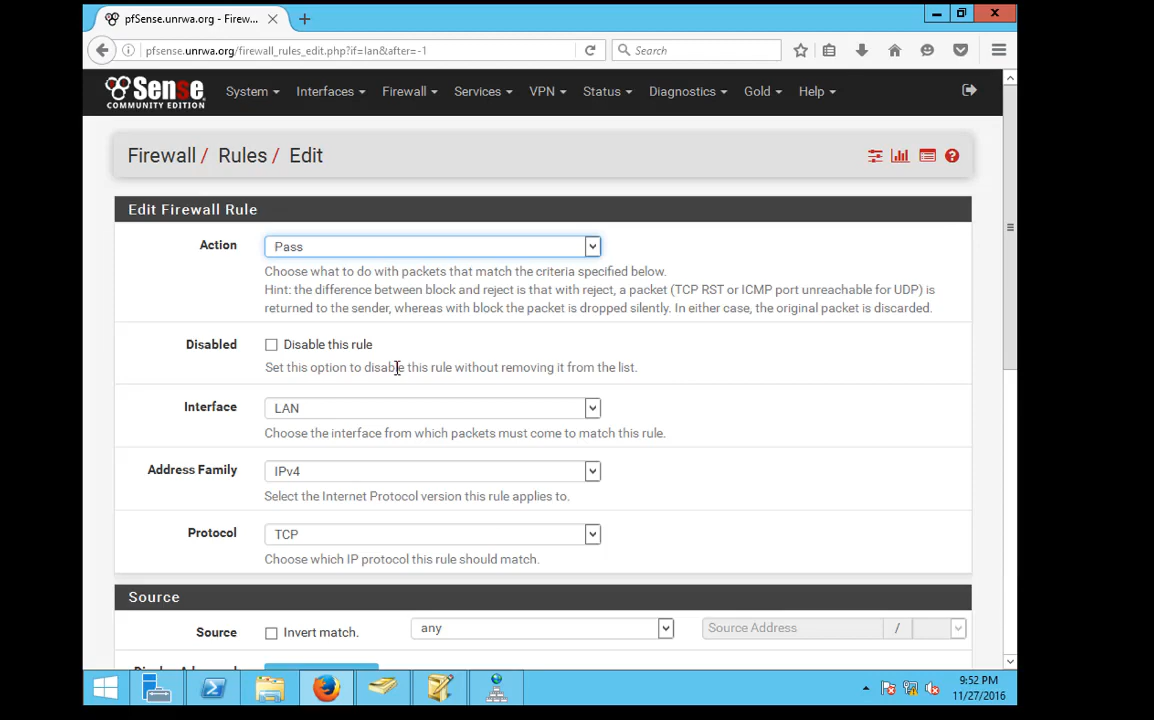 pfSense.unrwa.org - Firew...
pfsense.unrwa.org/firewall_rules_edit.php?if=lan&after=-1
Search
Sense
COMMUNITY EDITION
System Interfaces Firewall Services VPN Status Diagnostics Gold Help
Firewall / Rules / Edit
Edit Firewall Rule
Action
Pass
Choose what to do with packets that match the criteria specified below.
Hint: the difference between block and reject is that with reject, a packet (TCP RST or ICMP port unreachable for UDP) is
returned to the sender, whereas with block the packet is dropped silently. In either case, the original packet is discarded.
Disabled
Disable this rule
Set this option to disable this rule without removing it from the list.
Interface
LAN
Choose the interface from which packets must come to match this rule.
Address Family
IPv4
Select the Internet Protocol version this rule applies to.
Protocol
TCP
Choose which IP protocol this rule should match.
Source
Source
Invert match.
any
Source Address
/
9:52 PM
11/27/2016